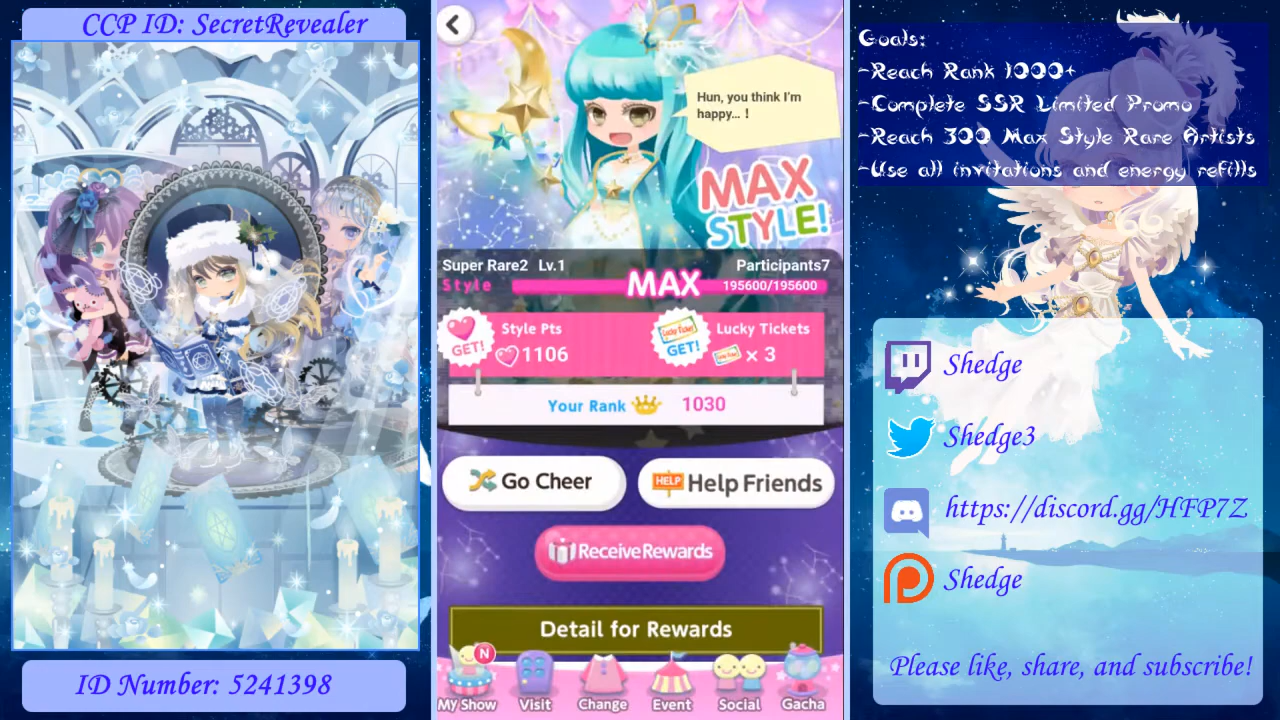 CCP ID: SecretRevealer
ID Number: 5241398
Hun, you think I'm
happy... !
MAX
STYLE!
Super Rare2 Lv.1 Participants7
Style MAX 195600/195600
GET! Style Pts 1106
Lucky Ticket GET! Lucky Tickets × 3
Your Rank 1030
Go Cheer
HELP Help Friends
Receive Rewards
Detail for Rewards
N
My Show Visit Change Event Social Gacha
Goals:
-Reach Rank 1000+
-Complete SSR Limited Promo
-Reach 300 Max Style Rare Artists
-Use all invitations and energy refills
Shedge
Shedge3
https://discord.gg/HFP7Z
Shedge
Please like, share, and subscribe!